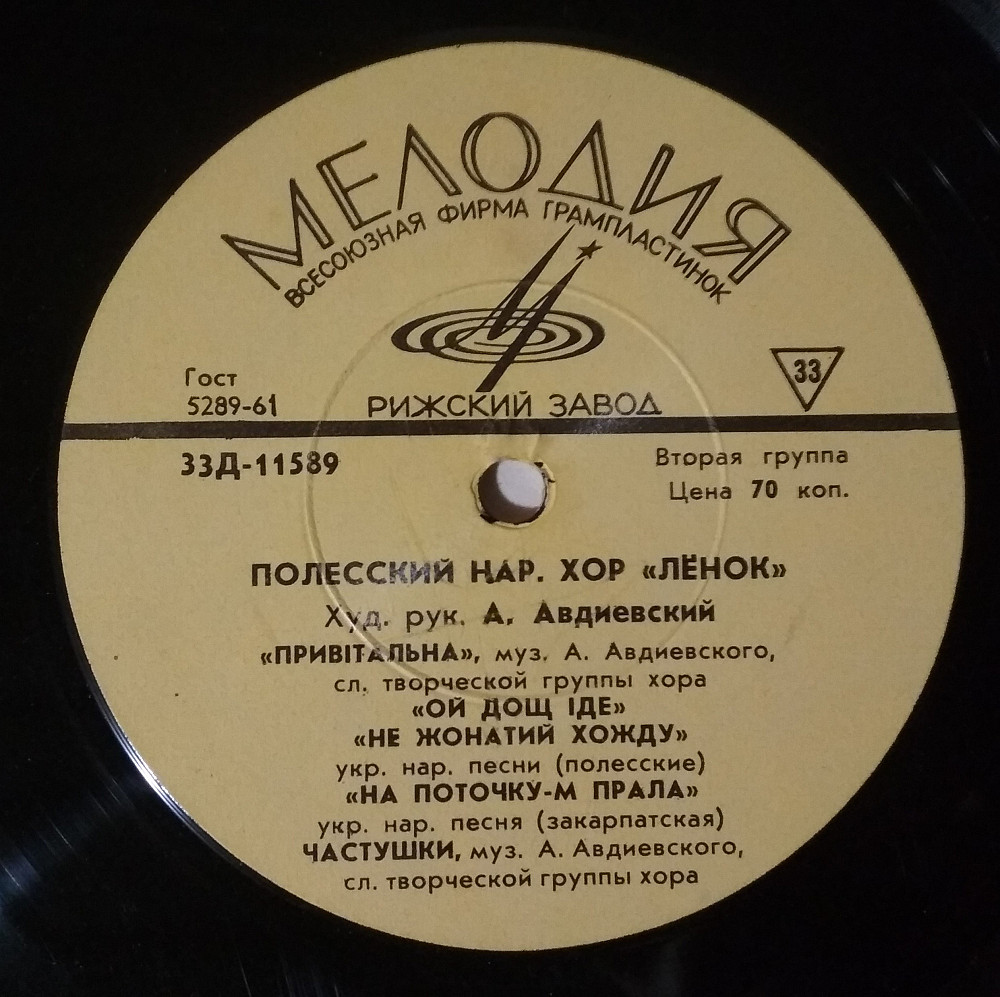 МЕЛОДИЯ
ВСЕСОЮЗНАЯ ФИРМА ГРАМПЛАСТИНОК
33
Гост
5289-61
РИЖСКИЙ ЗАВОД
33Д-11589
Вторая группа
Цена 70 коп.
ПОЛЕССКИЙ НАР. ХОР «ЛЁНОК»
Худ. рук. А. Авдиевский
«ПРИВІТАЛЬНА», муз. А. Авдиевского,
сл. творческой группы хора
«ОЙ ДОЩ ІДЕ»
«НЕ ЖОНАТИЙ ХОЖДУ»
укр. нар. песни (полесские)
«НА ПОТОЧКУ-М ПРАЛА»
укр. нар. песня (закарпатская)
ЧАСТУШКИ, муз. А. Авдиевского,
сл. творческой группы хора